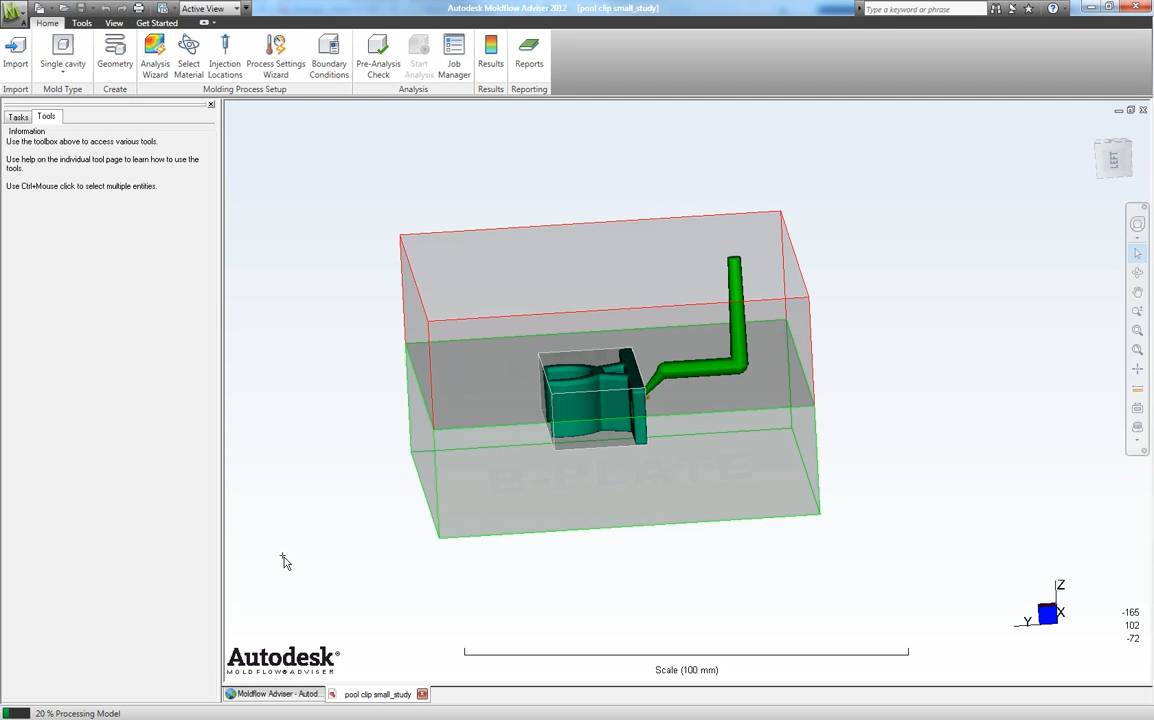 Active View
Autodesk Moldflow Adviser 2012 [pool clip small_study]
Type a keyword or phrase
Home Tools View Get Started
Import Single cavity Geometry Analysis Wizard Select Material Injection Locations Process Settings Wizard Boundary Conditions Pre-Analysis Check Start Analysis Job Manager Results Reports
Import Mold Type Create Molding Process Setup Analysis Results Reporting
Tasks Tools
Information
Use the toolbox above to access various tools.
Use help on the individual tool page to learn how to use the
tools.
Use Ctrl+Mouse click to select multiple entities.
LEFT
B-PLATE
Z
Y X
-165
102
-72
Autodesk®
MOLDFLOW®ADVISER
Scale (100 mm)
Moldflow Adviser - Autod... pool clip small_study
20 % Processing Model